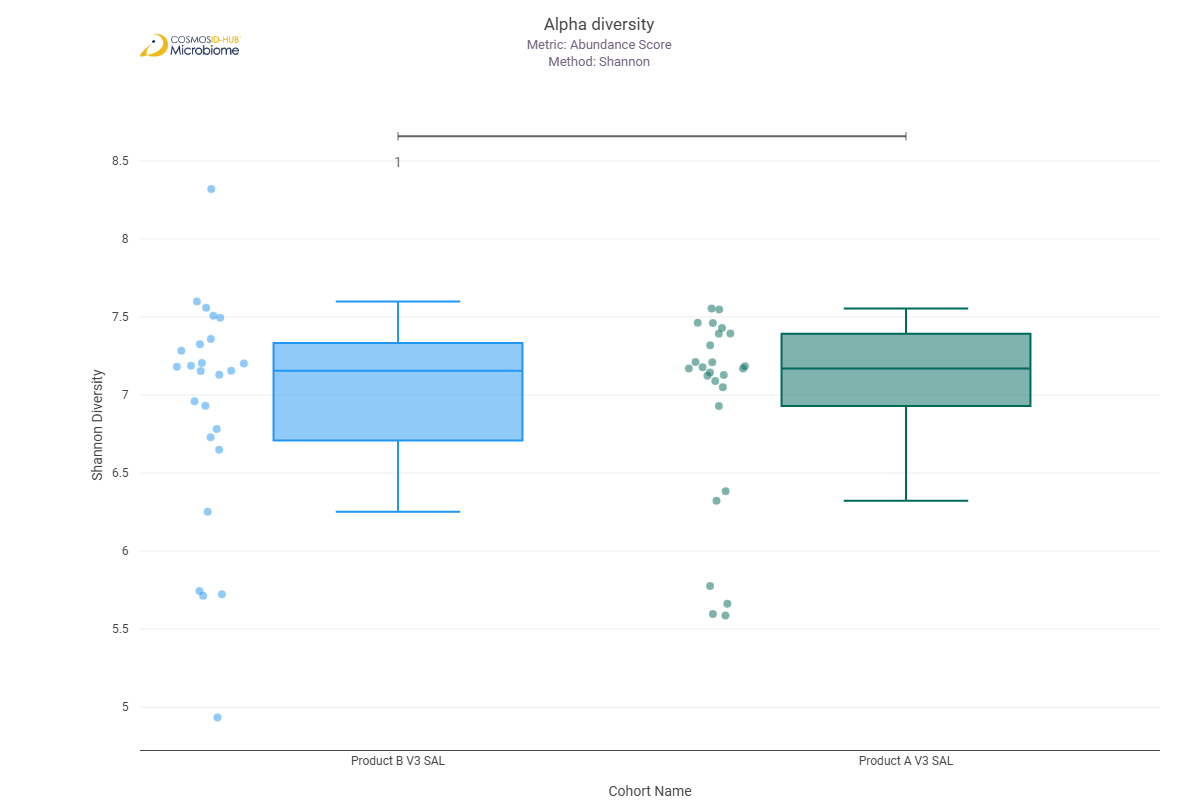 COSMOSID-HUB
Microbiome
Alpha diversity
Metric: Abundance Score
Method: Shannon
1
8.5
8
7.5
7
6.5
6
5.5
5
Shannon Diversity
Product B V3 SAL
Product A V3 SAL
Cohort Name